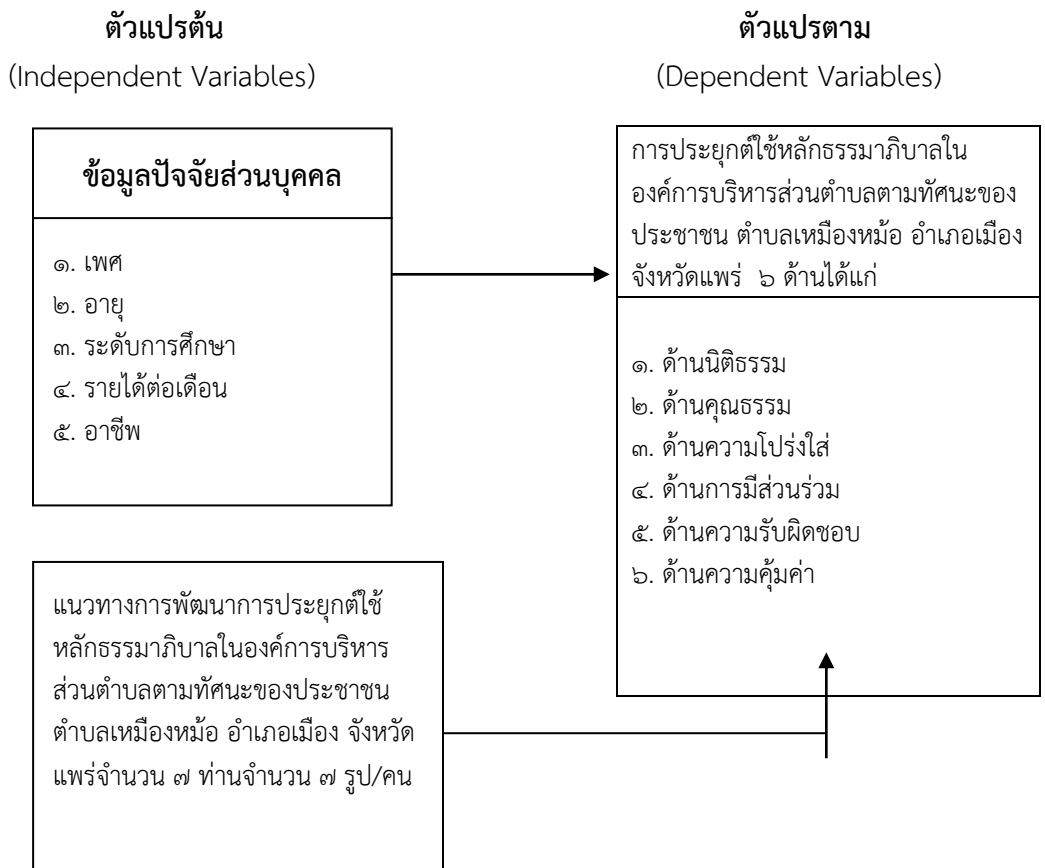 ตัวแปรต้น
(Independent Variables)
ข้อมูลปัจจัยส่วนบุคคล
๑. เพศ
๒. อายุ
๓. ระดับการศึกษา
๔. รายได้ต่อเดือน
๕. อาชีพ
แนวทางการพัฒนาการประยุกต์ใช้
หลักธรรมาภิบาลในองค์การบริหาร
ส่วนตำบลตามทัศนะของประชาชน
ตำบลเหมืองหม้อ อำเภอเมือง จังหวัด
แพร่จำนวน ๗ ท่านจำนวน ๗ รูป/คน
ตัวแปรตาม
(Dependent Variables)
การประยุกต์ใช้หลักธรรมาภิบาลใน
องค์การบริหารส่วนตำบลตามทัศนะของ
ประชาชน ตำบลเหมืองหม้อ อำเภอเมือง
จังหวัดแพร่ ๖ ด้านได้แก่
๑. ด้านนิติธรรม
๒. ด้านคุณธรรม
๓. ด้านความโปร่งใส่
๔. ด้านการมีส่วนร่วม
๕. ด้านความรับผิดชอบ
๖. ด้านความคุ้มค่า